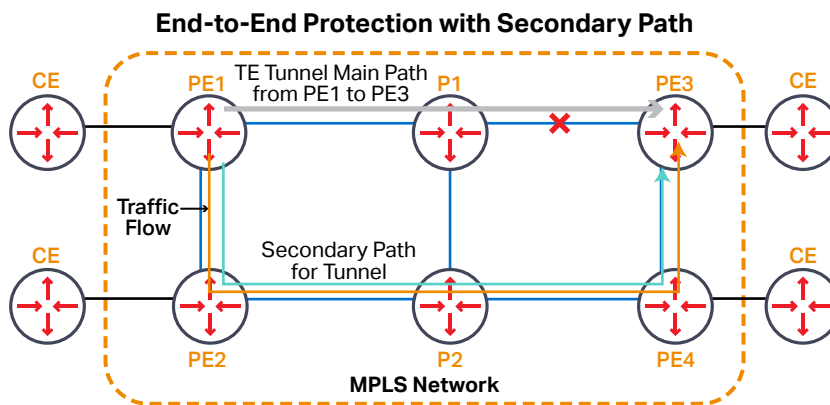 End-to-End Protection with Secondary Path
CE
PE1
TE Tunnel Main Path
from PE1 to PE3
P1
PE3
CE
Traffic
Flow
CE
Secondary Path
for Tunnel
CE
PE2
P2
PE4
MPLS Network